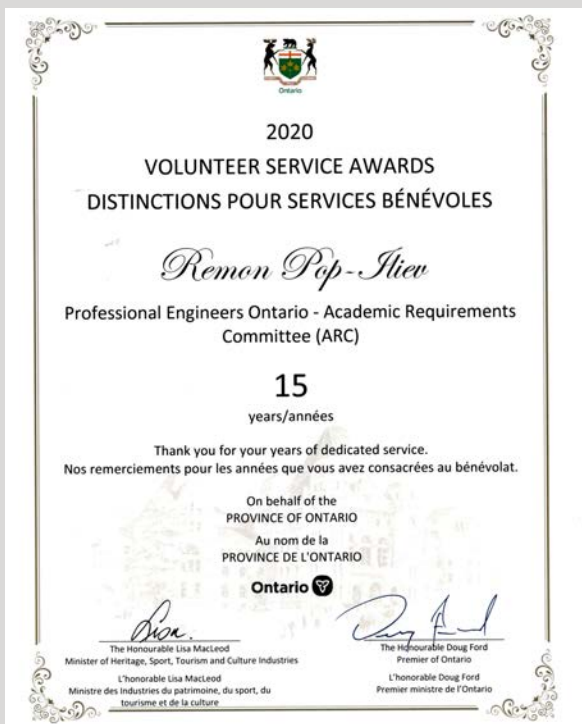 Ontario
2020
VOLUNTEER SERVICE AWARDS
DISTINCTIONS POUR SERVICES BÉNÉVOLES
Remon Pop-Iliev
Professional Engineers Ontario - Academic Requirements
Committee (ARC)
15
years/années
Thank you for your years of dedicated service.
Nos remerciements pour les années que vous avez consacrées au bénévolat.
On behalf of the
PROVINCE OF ONTARIO
Au nom de la
PROVINCE DE L'ONTARIO
Ontario
Lisa.
The Honourable Lisa MacLeod
Minister of Heritage, Sport, Tourism and Culture Industries
L'honorable Lisa MacLeod
Ministre des Industries du patrimoine, du sport, du
tourisme et de la culture
Doug Ford
The Honourable Doug Ford
Premier of Ontario
L'honorable Doug Ford
Premier ministre de l'Ontario